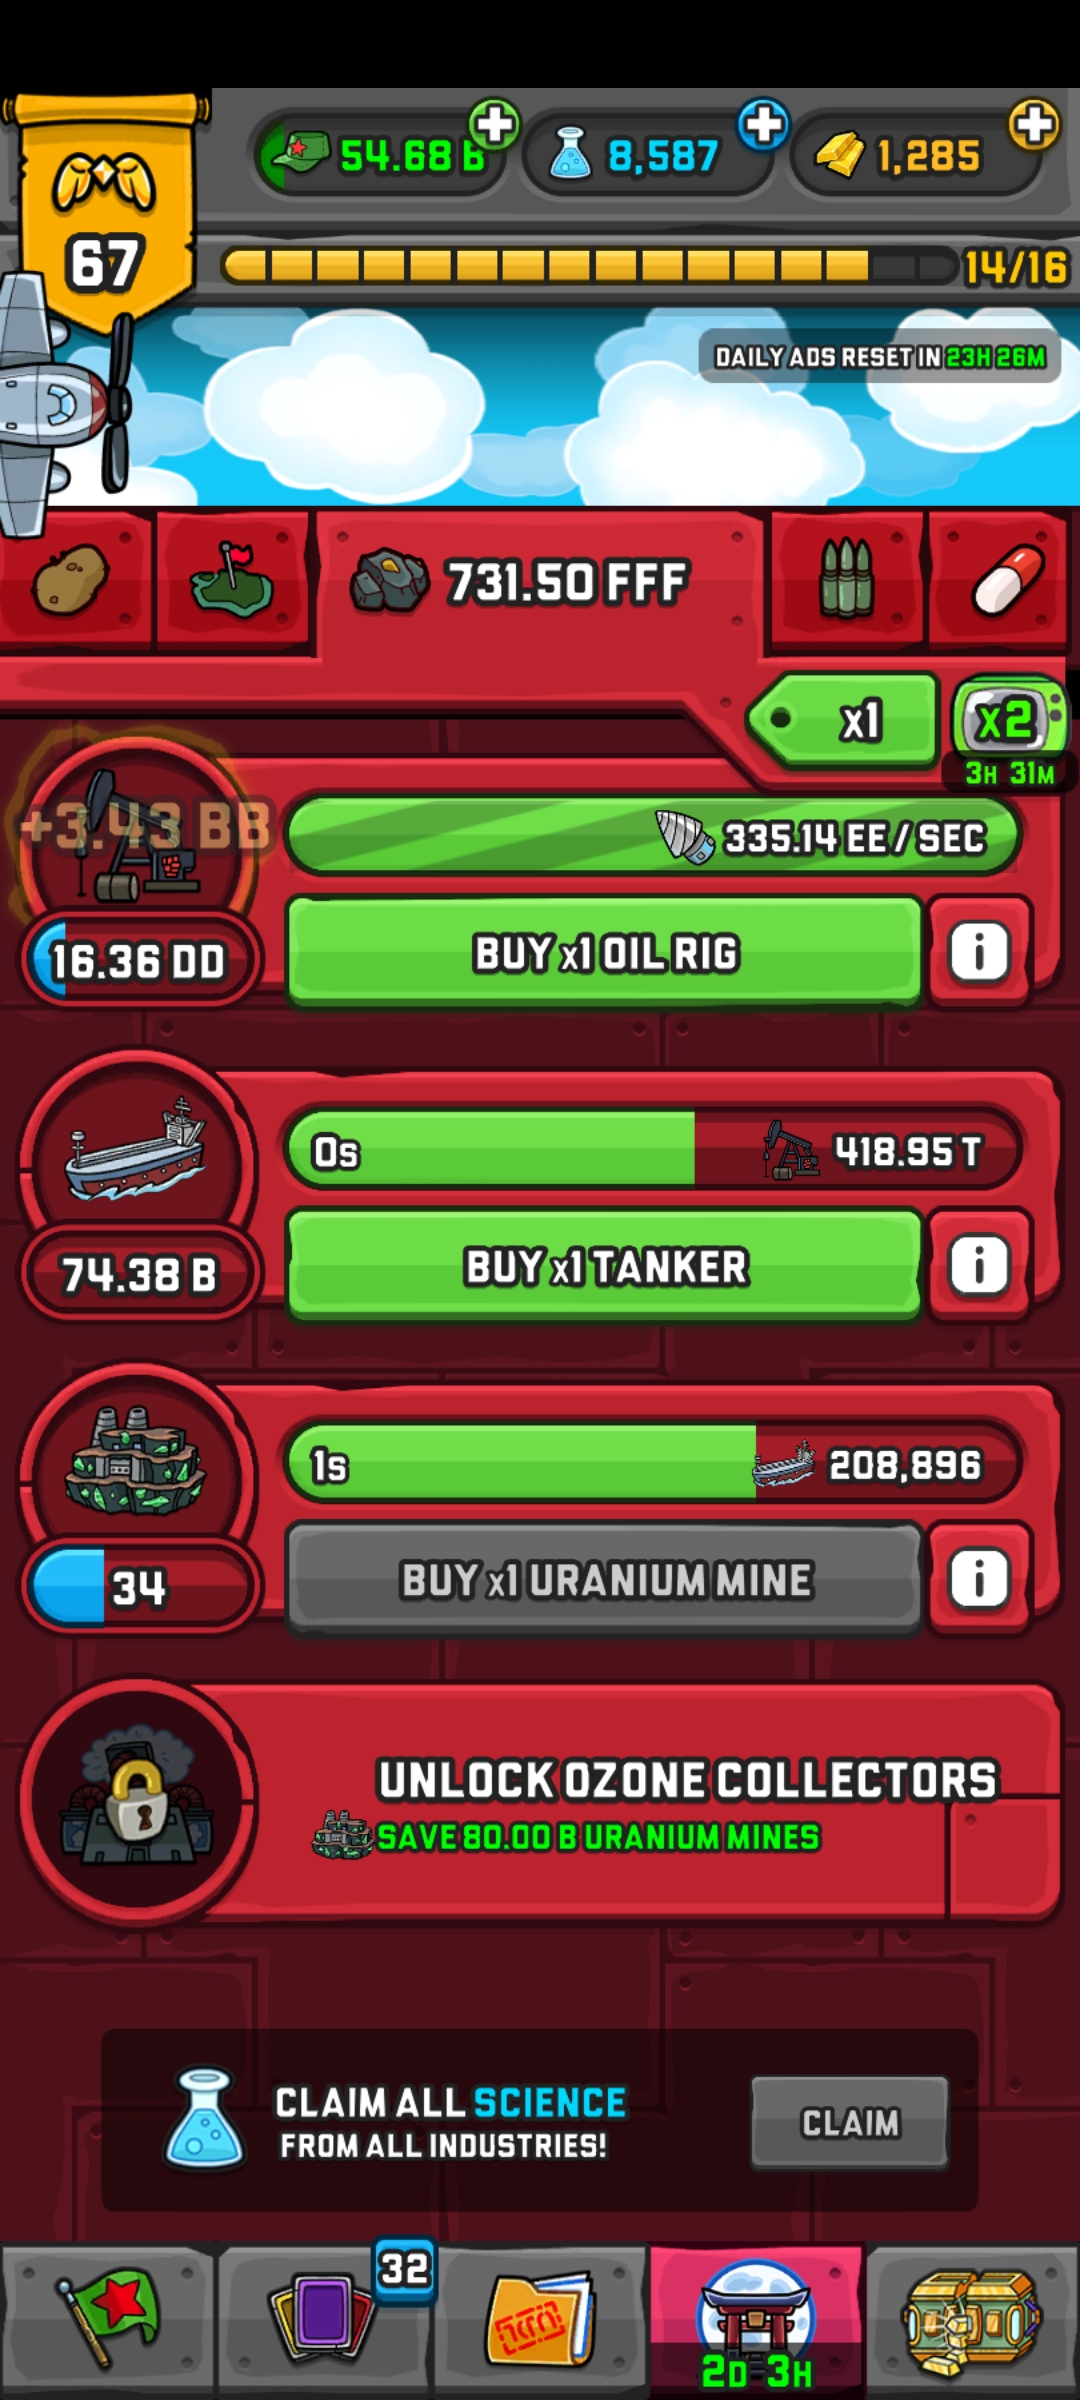 67
54.68 B
8,587
1,285
14/16
DAILY ADS RESET IN 23H 26M
731.50 FFF
x1
x2
3H 31M
+3.43 BB
335.14 EE / SEC
16.36 DD
BUY x1 OIL RIG
i
0s
418.95 T
74.38 B
BUY x1 TANKER
i
1s
208,896
34
BUY x1 URANIUM MINE
i
UNLOCK OZONE COLLECTORS
SAVE 80.00 B URANIUM MINES
CLAIM ALL SCIENCE
FROM ALL INDUSTRIES!
CLAIM
32
2D 3H